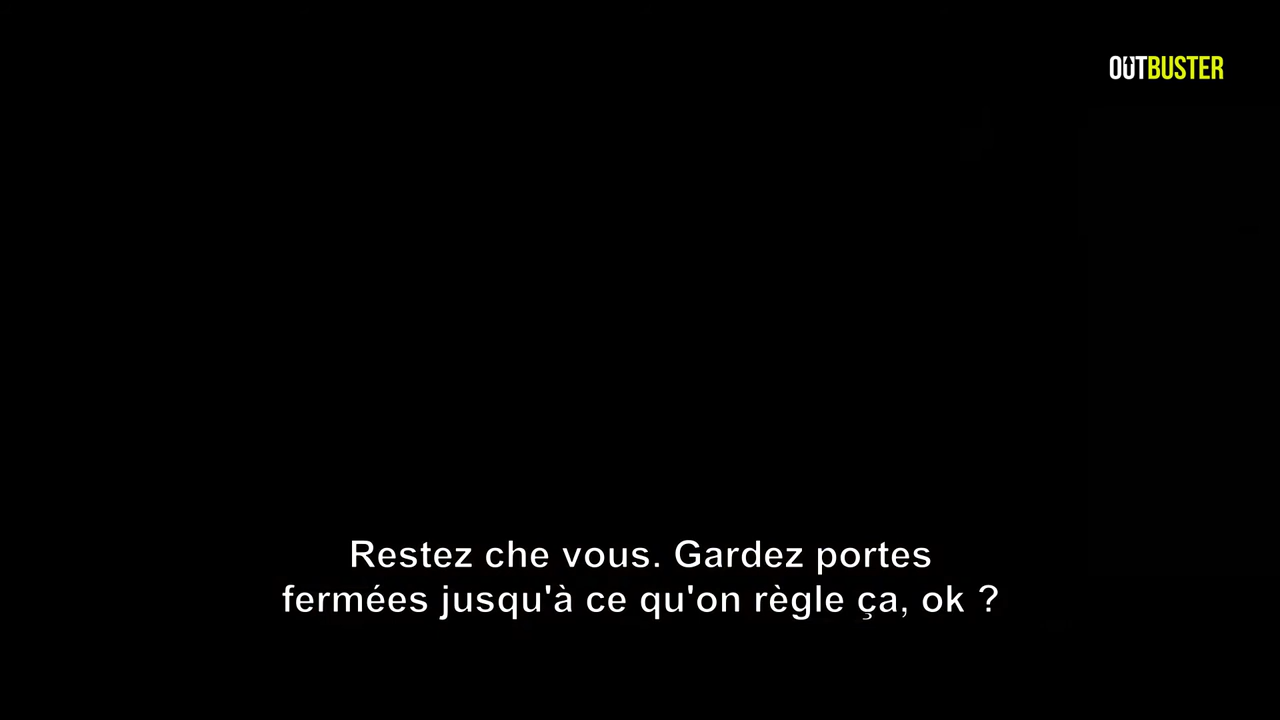 OUTBUSTER
Restez che vous. Gardez portes
fermées jusqu'à ce qu'on règle ça, ok ?